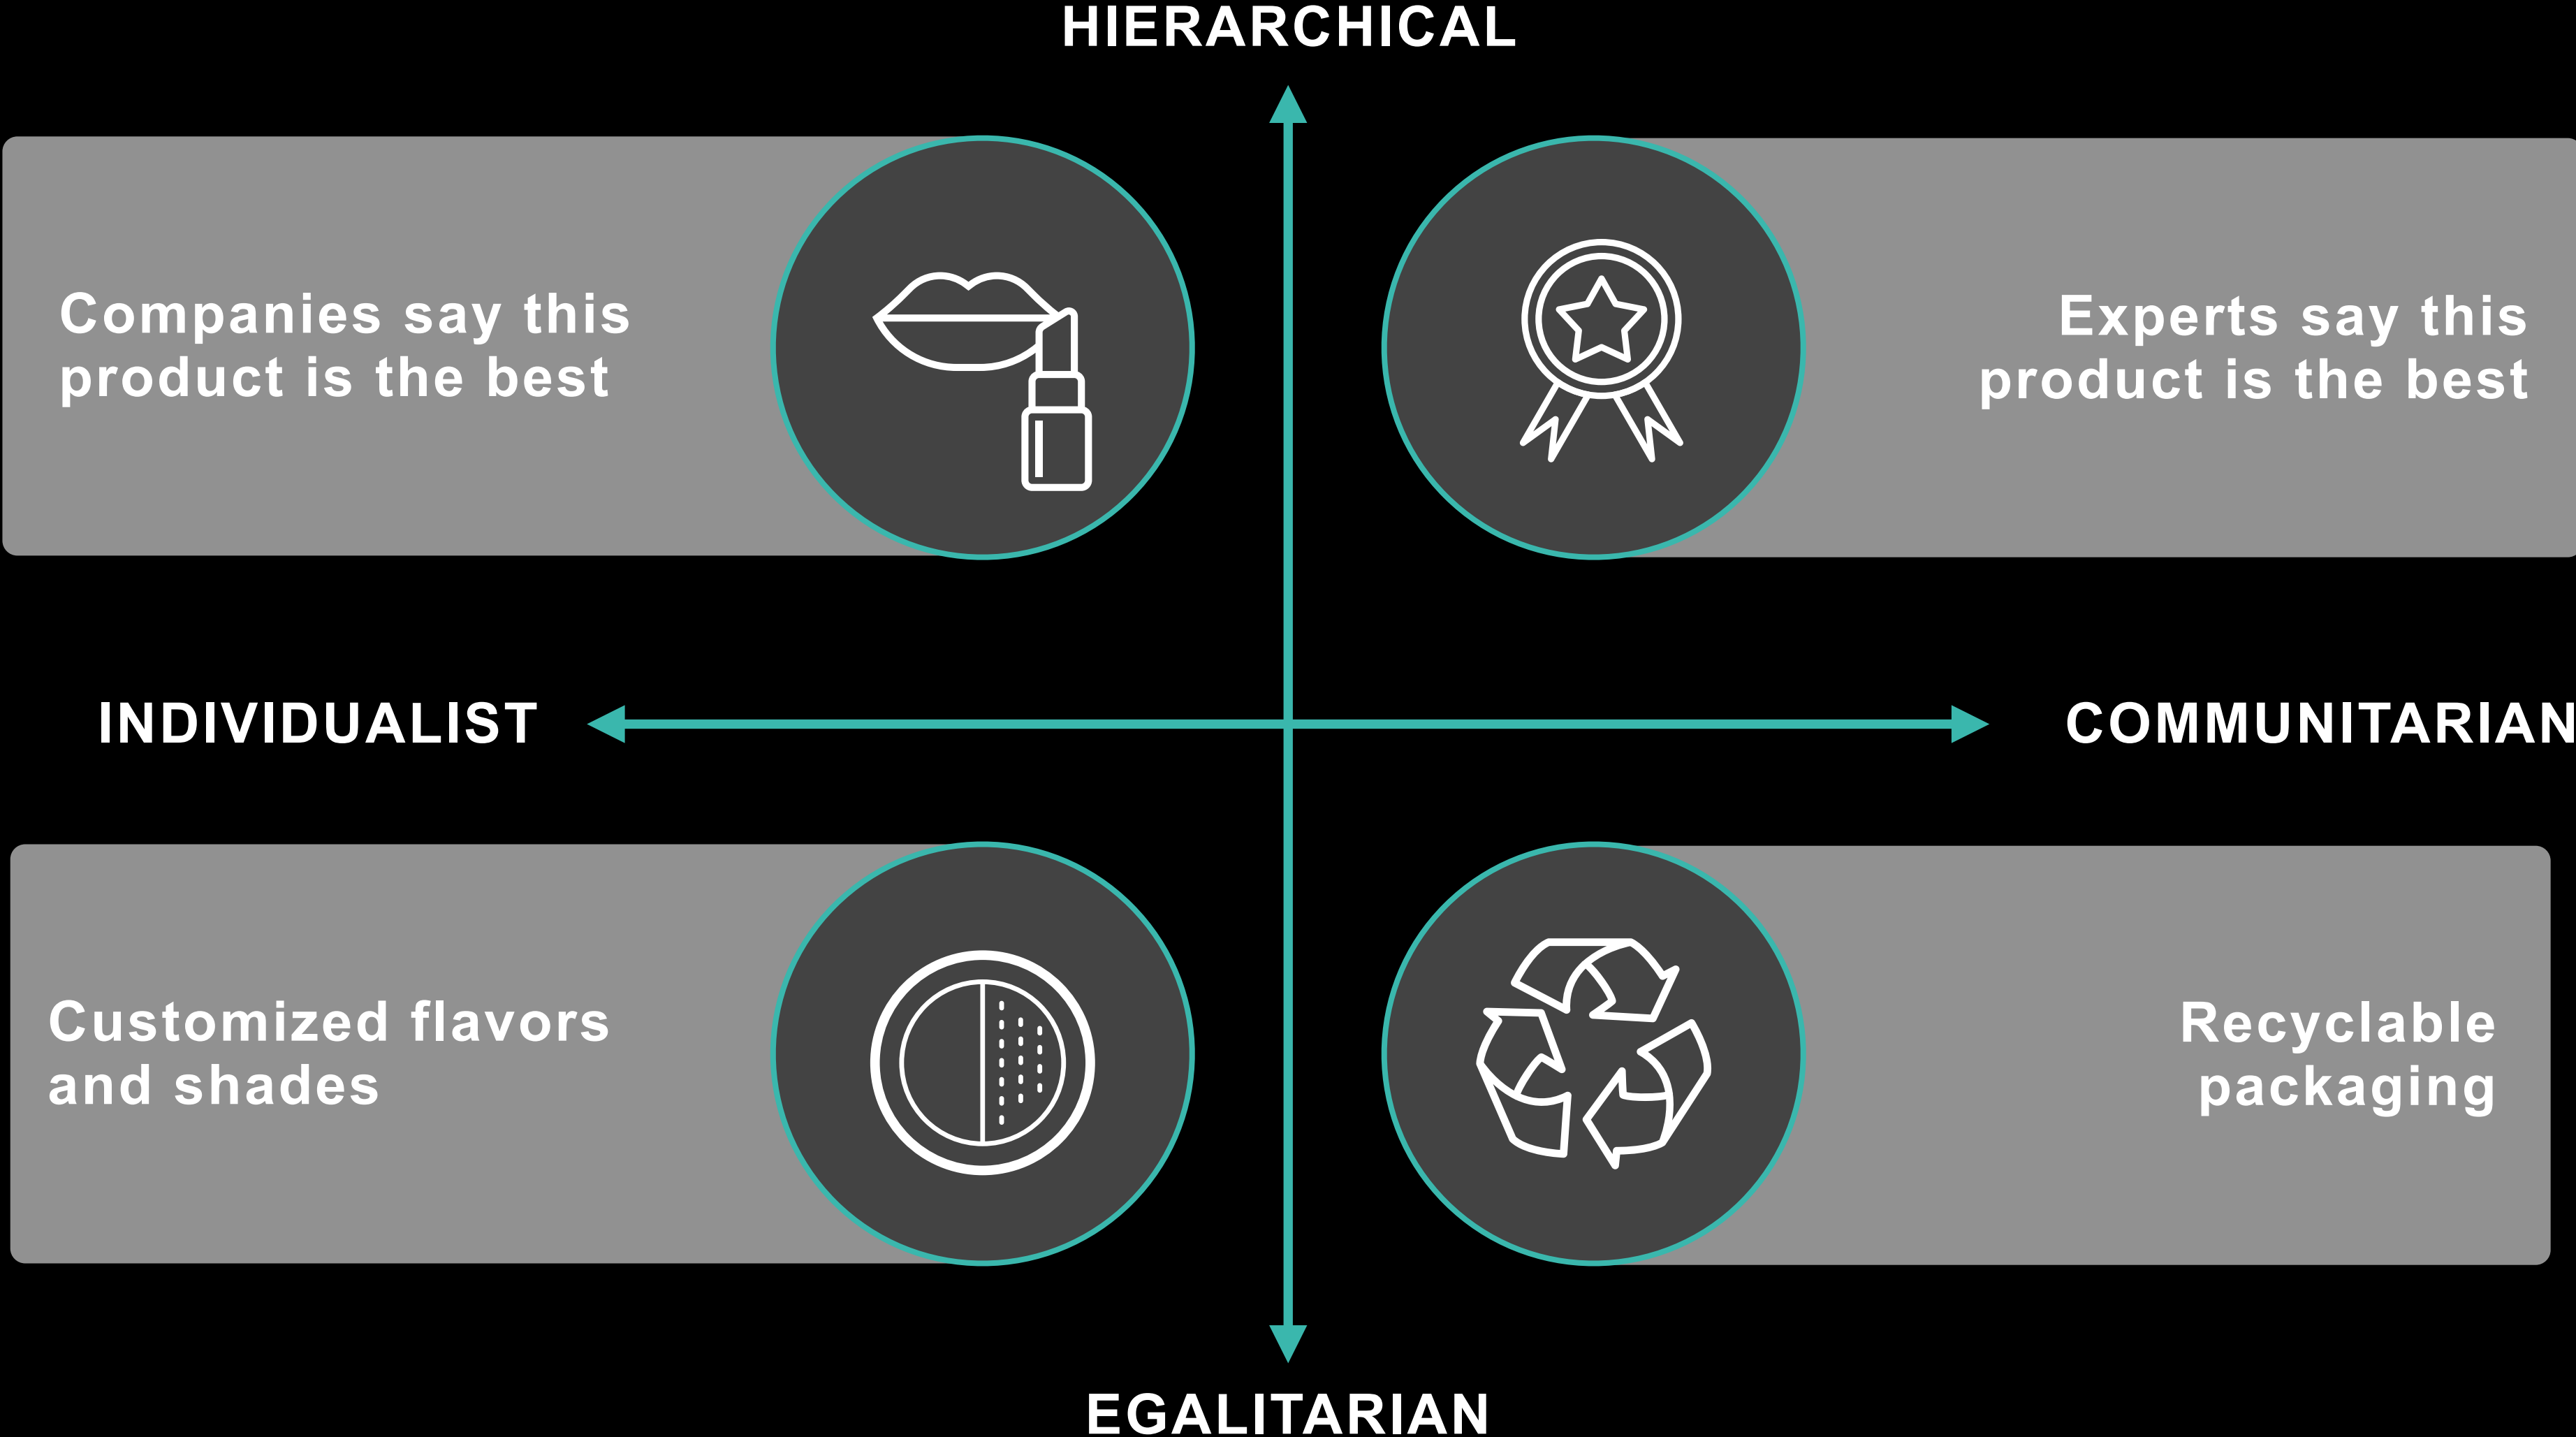 HIERARCHICAL
Companies say this
product is the best
Experts say this
product is the best
INDIVIDUALIST
COMMUNITARIAN
Customized flavors
and shades
Recyclable
packaging
EGALITARIAN